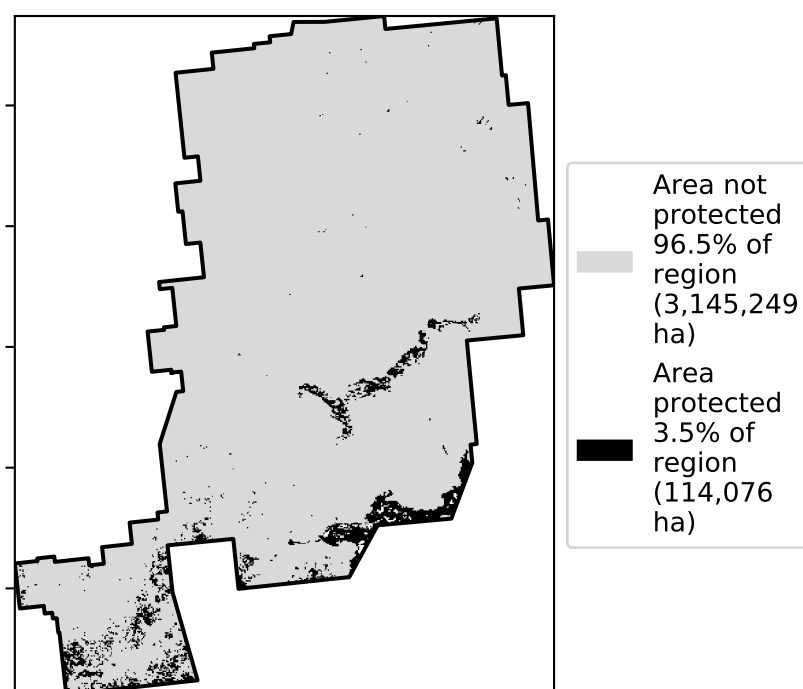 Area not
protected
96.5% of
region
(3,145,249
ha)
Area
protected
3.5% of
region
(114,076
ha)